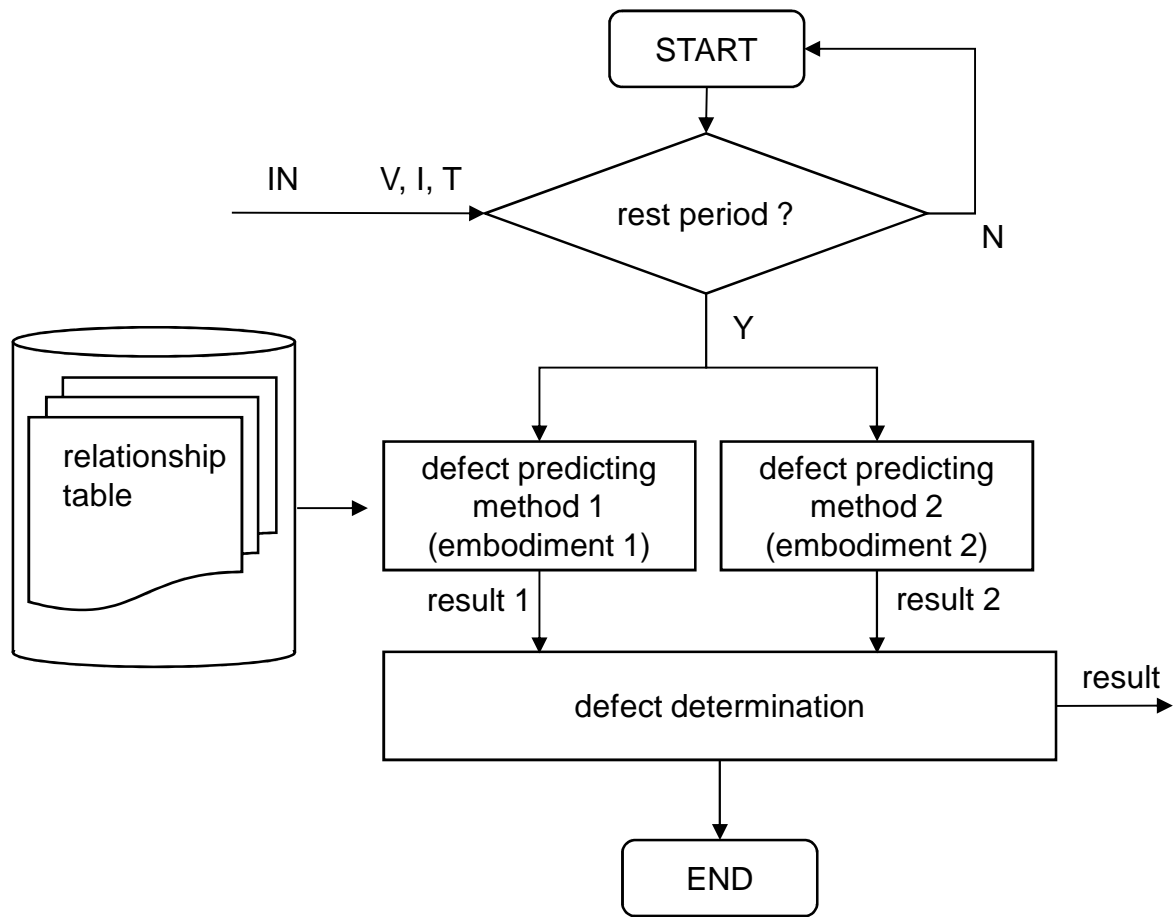 START
IN
V, I, T
rest period ?
N
Y
relationship
table
defect predicting
method 1
(embodiment 1)
defect predicting
method 2
(embodiment 2)
result 1
result 2
result
defect determination
END